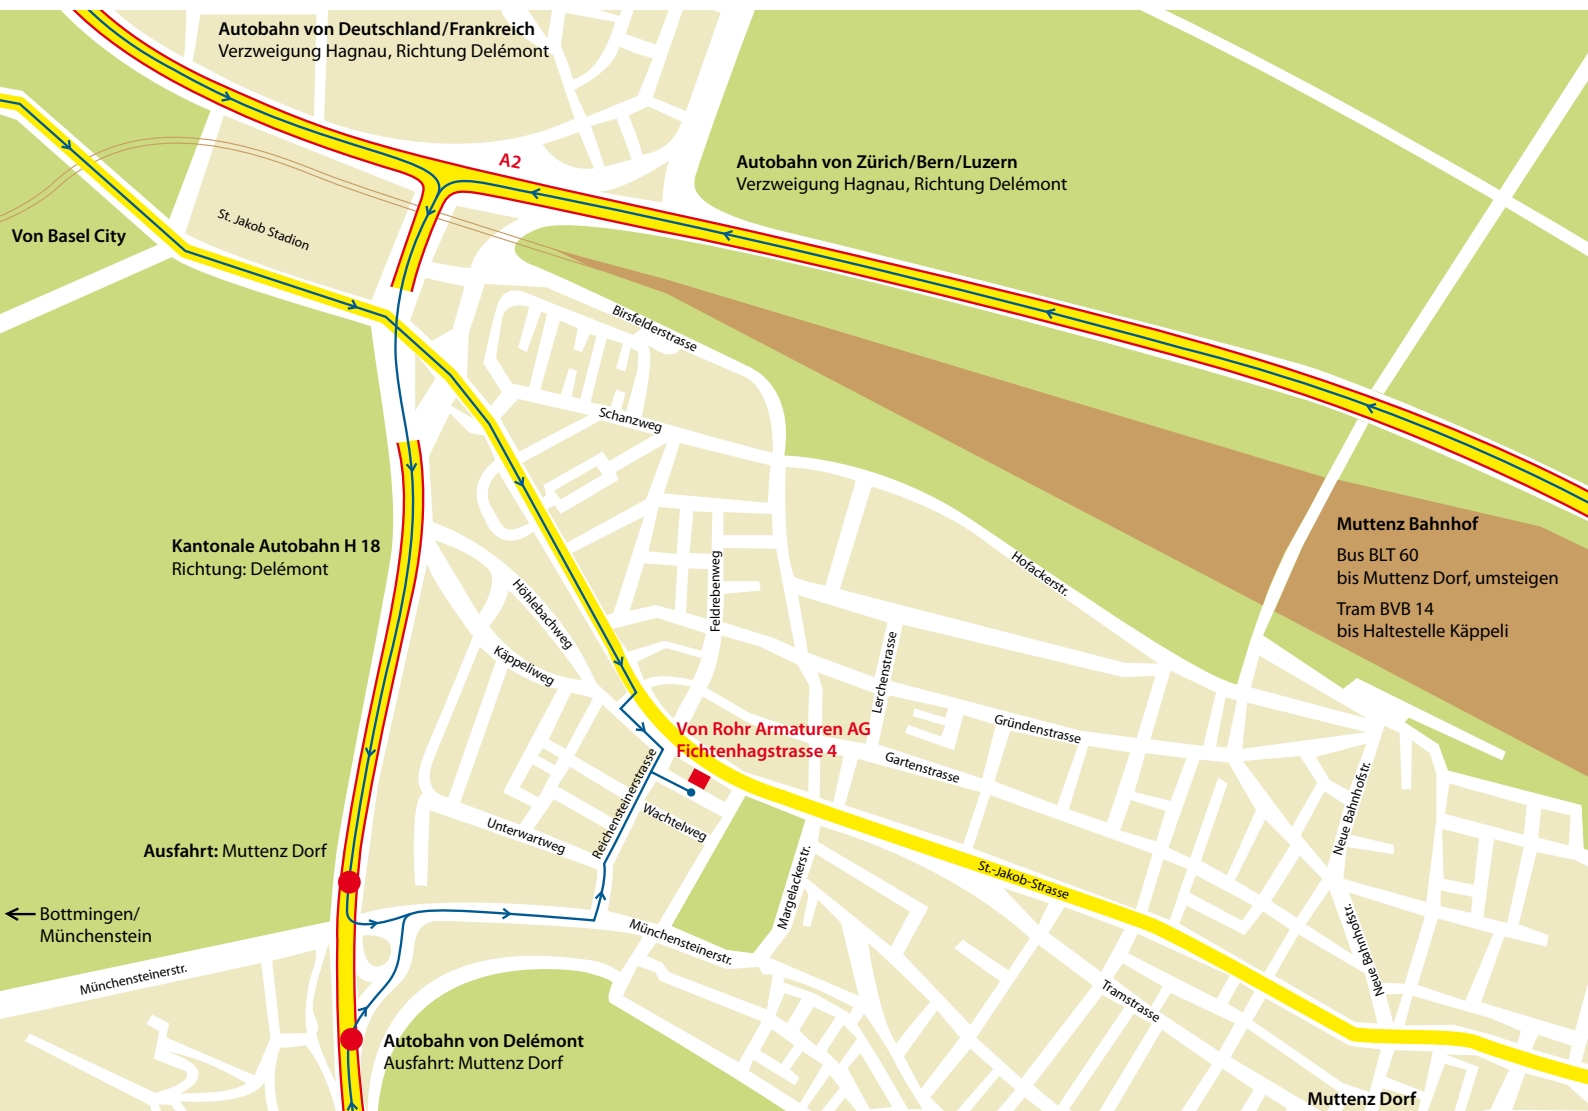 Autobahn von Deutschland/Frankreich
Verzweigung Hagnau, Richtung Delémont
A2
Autobahn von Zürich/Bern/Luzern
Verzweigung Hagnau, Richtung Delémont
St. Jakob Stadion
Von Basel City
Birsfelderstrasse
Schanzweg
Muttenz Bahnhof
Bus BLT 60
bis Muttenz Dorf, umsteigen
Tram BVB 14
bis Haltestelle Käppeli
Kantonale Autobahn H 18
Richtung: Delémont
Hofackerstr.
Feldrebenweg
Höhlebachweg
Käppeliweg
Lerchenstrasse
Gründenstrasse
Von Rohr Armaturen AG
Fichtenhagstrasse 4
Gartenstrasse
Reichensteinerstrasse
Wachtelweg
Unterwartweg
Neue Bahnhofstr.
Ausfahrt: Muttenz Dorf
St.-Jakob-Strasse
Margelackerstr.
Bottmingen/
Münchenstein
Münchensteinerstr.
Neue Bahnhofstr.
Münchensteinerstr.
Tramstrasse
Autobahn von Delémont
Ausfahrt: Muttenz Dorf
Muttenz Dorf